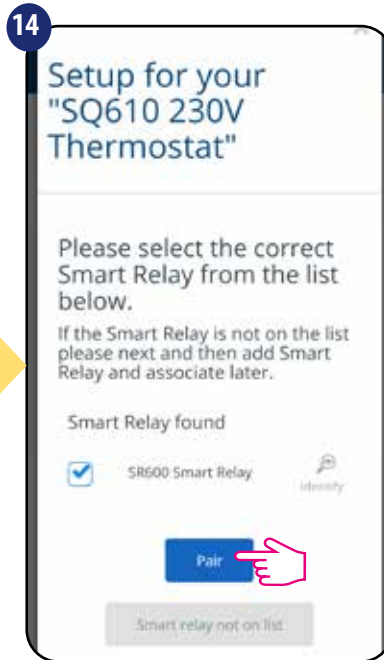 14
Setup for your
"SQ610 230V
Thermostat"
Please select the correct
Smart Relay from the list
below.
If the Smart Relay is not on the list
please next and then add Smart
Relay and associate later.
Smart Relay found
SR600 Smart Relay
identify
Pair
Smart relay not on list